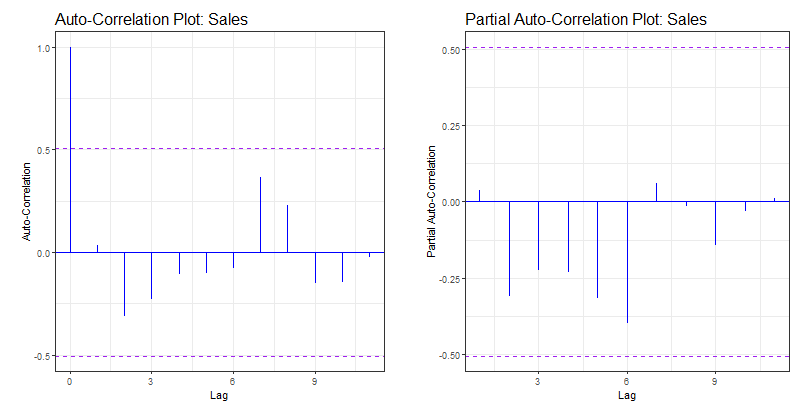 Auto-Correlation Plot: Sales
Auto-Correlation
1.0
0.5
0.0
-0.5
0
3
6
9
Lag
Partial Auto-Correlation Plot: Sales
Partial Auto-Correlation
0.50
0.25
0.00
-0.25
-0.50
3
6
9
Lag